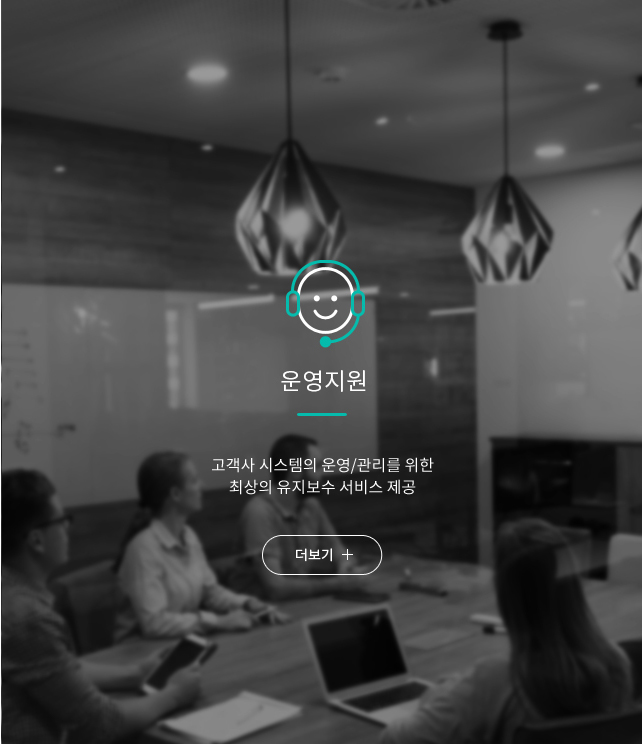 운영지원
고객사 시스템의 운영/관리를 위한
최상의 유지보수 서비스 제공
더보기 +